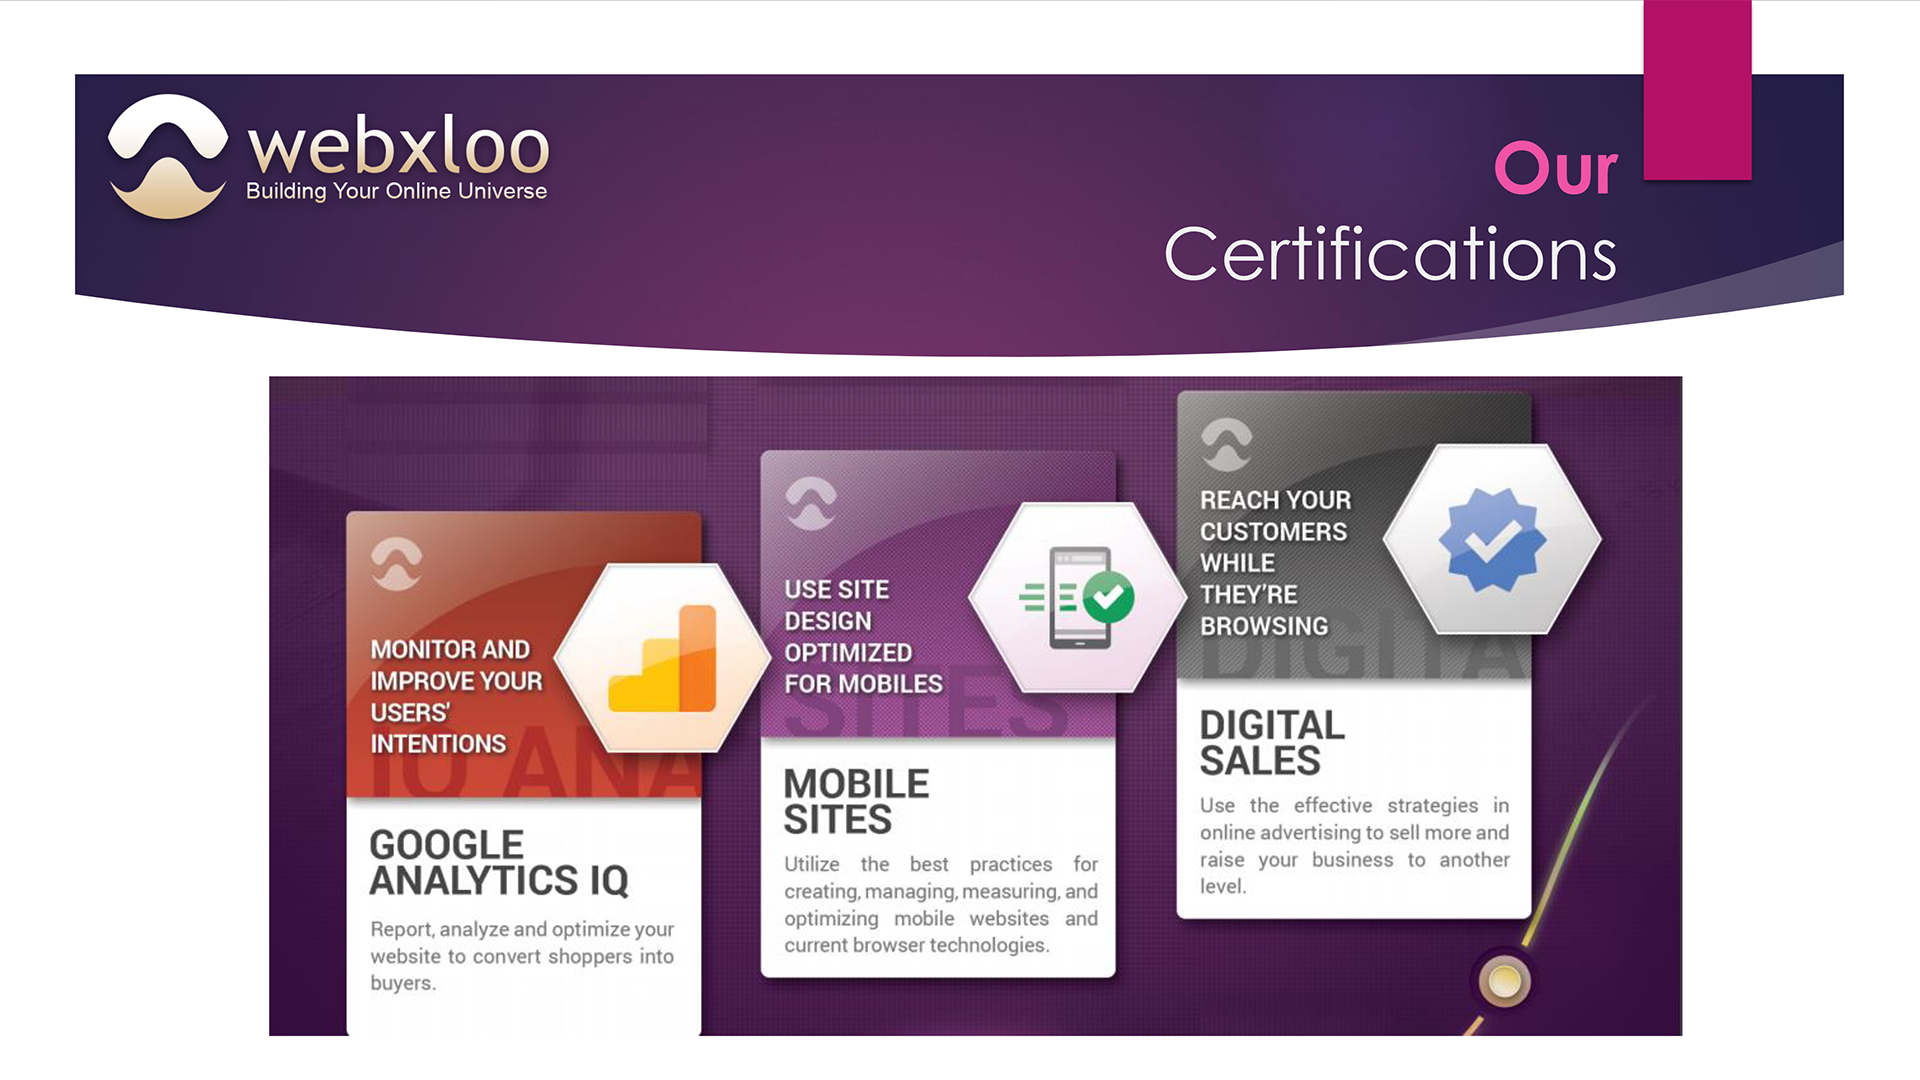 webxloo
Building Your Online Universe
Our
Certifications
MONITOR AND
IMPROVE YOUR
USERS'
INTENTIONS
IQ ANA
GOOGLE
ANALYTICS IQ
Report, analyze and optimize your
website to convert shoppers into
buyers.
USE SITE
DESIGN
OPTIMIZED
FOR MOBILES
SITES
MOBILE
SITES
Utilize the best practices for
creating, managing, measuring, and
optimizing mobile websites and
current browser technologies.
REACH YOUR
CUSTOMERS
WHILE
THEY'RE
BROWSING
DIGITA
DIGITAL
SALES
Use the effective strategies in
online advertising to sell more and
raise your business to another
level.